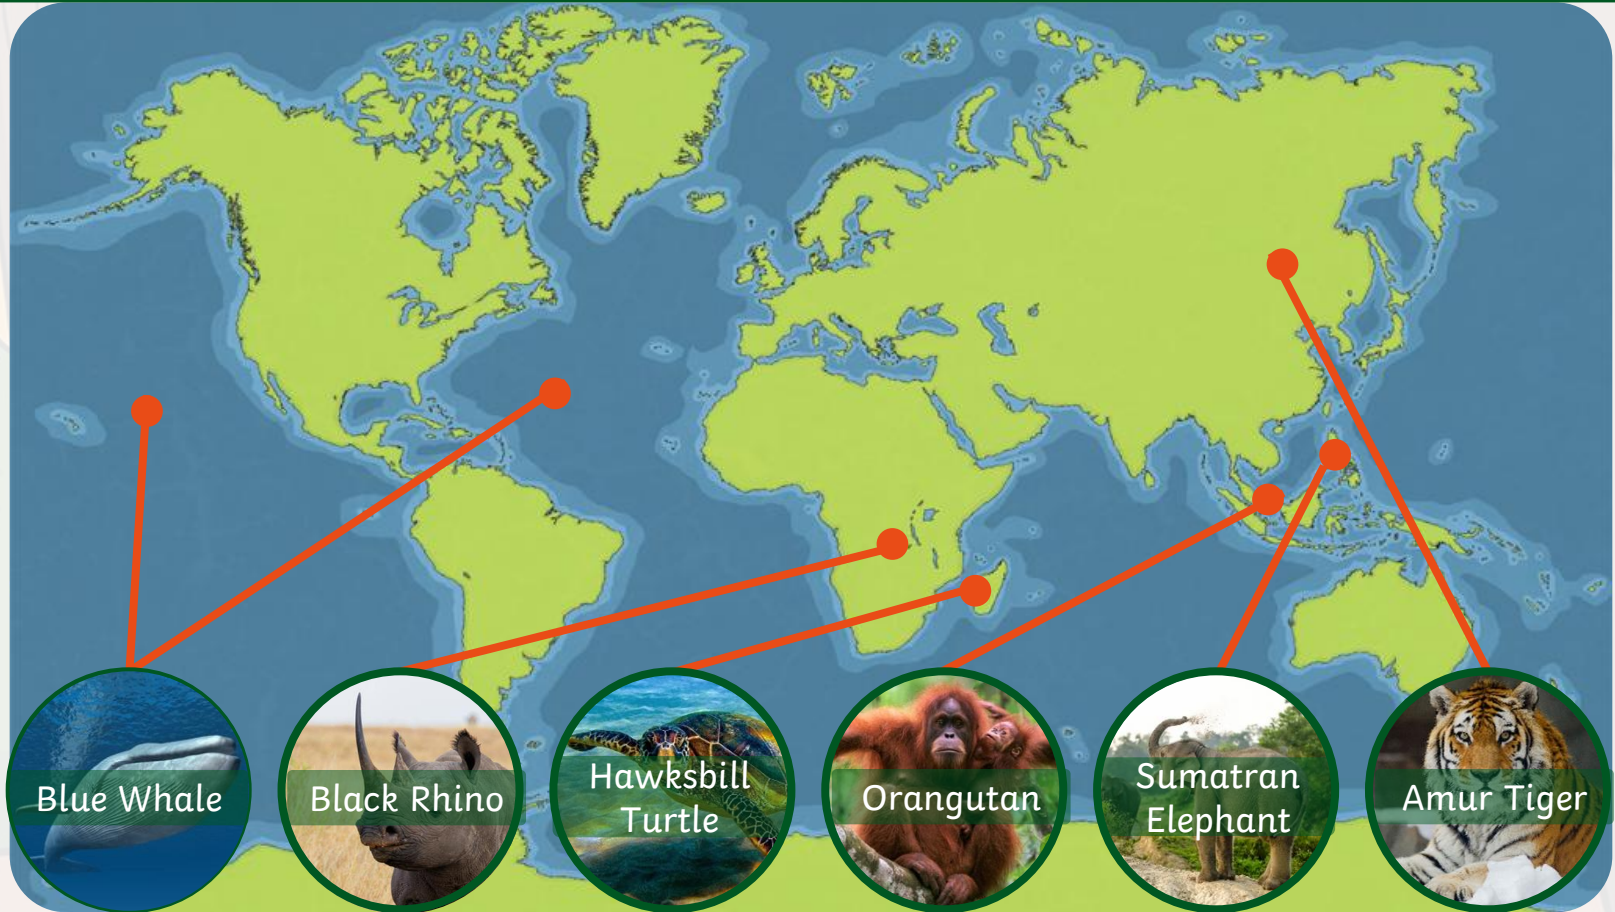 Blue Whale
Black Rhino
Hawksbill
Turtle
Orangutan
Sumatran
Elephant
Amur Tiger